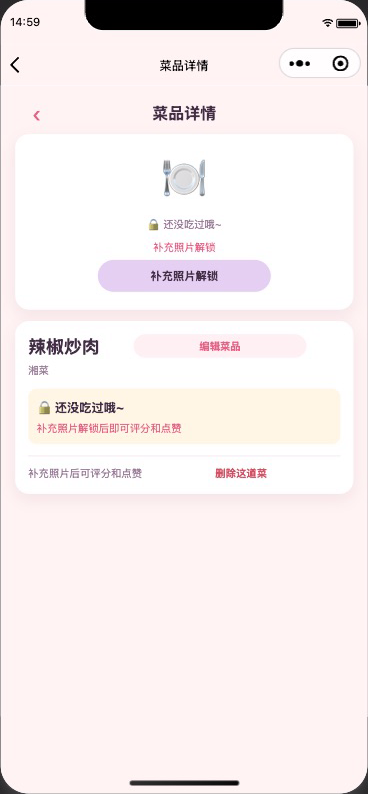 14:59
菜品详情
菜品详情
还没吃过哦~
补充照片解锁
补充照片解锁
辣椒炒肉
编辑菜品
湘菜
还没吃过哦~
补充照片解锁后即可评分和点赞
补充照片后可评分和点赞
删除这道菜